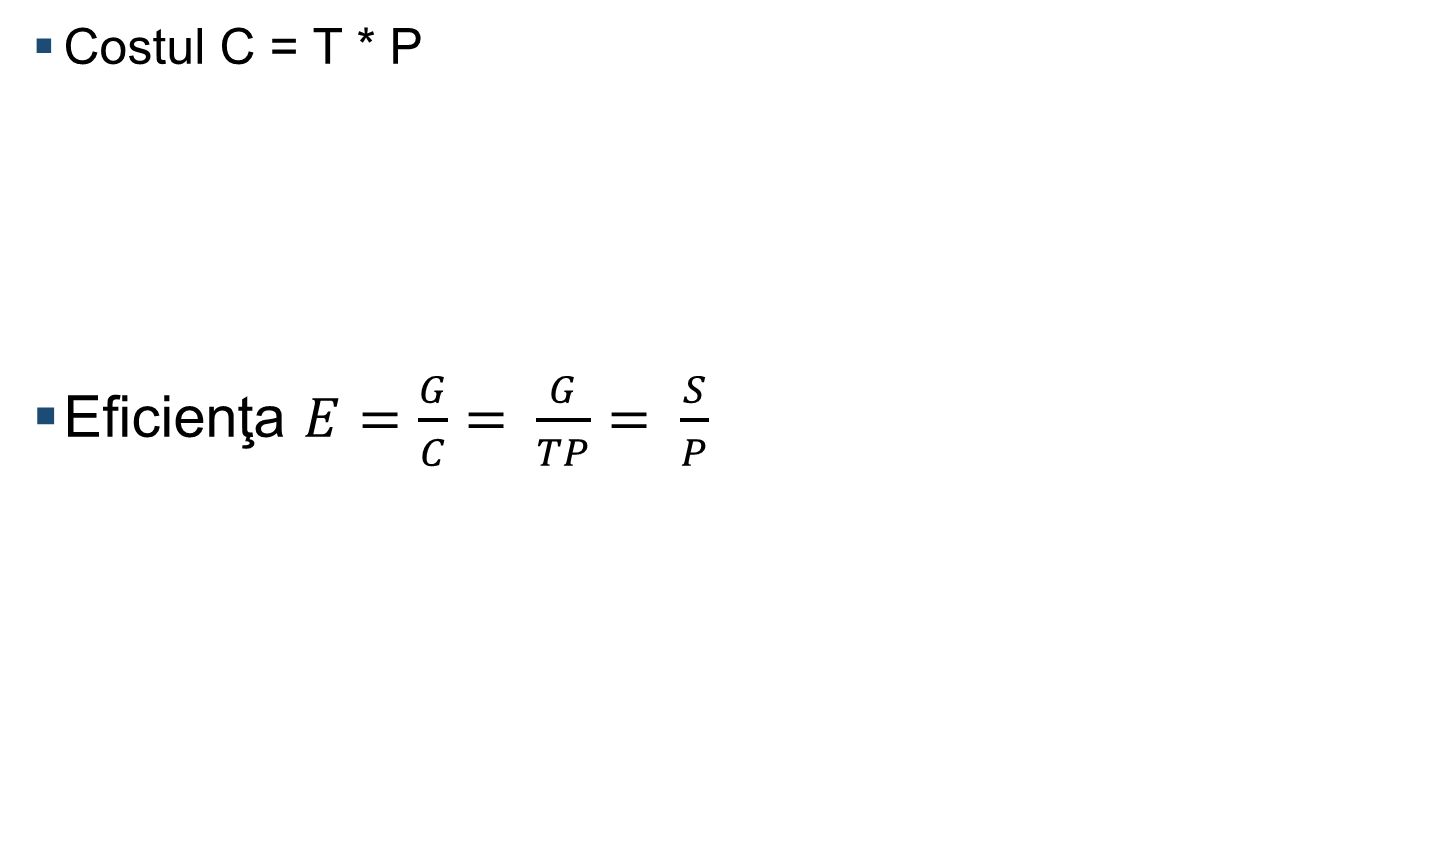 ▪ Costul C = T * P
▪ Eficienţa E = G/C = G/TP = S/P